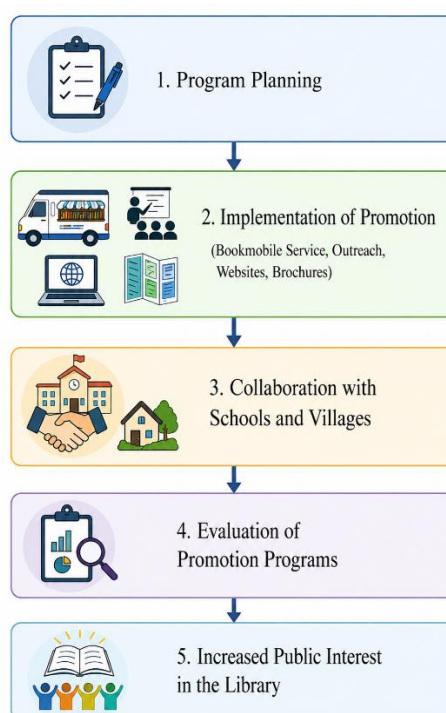 1. Program Planning
2. Implementation of Promotion
(Bookmobile Service, Outreach,
Websites, Brochures)
3. Collaboration with
Schools and Villages
4. Evaluation of
Promotion Programs
5. Increased Public Interest
in the Library